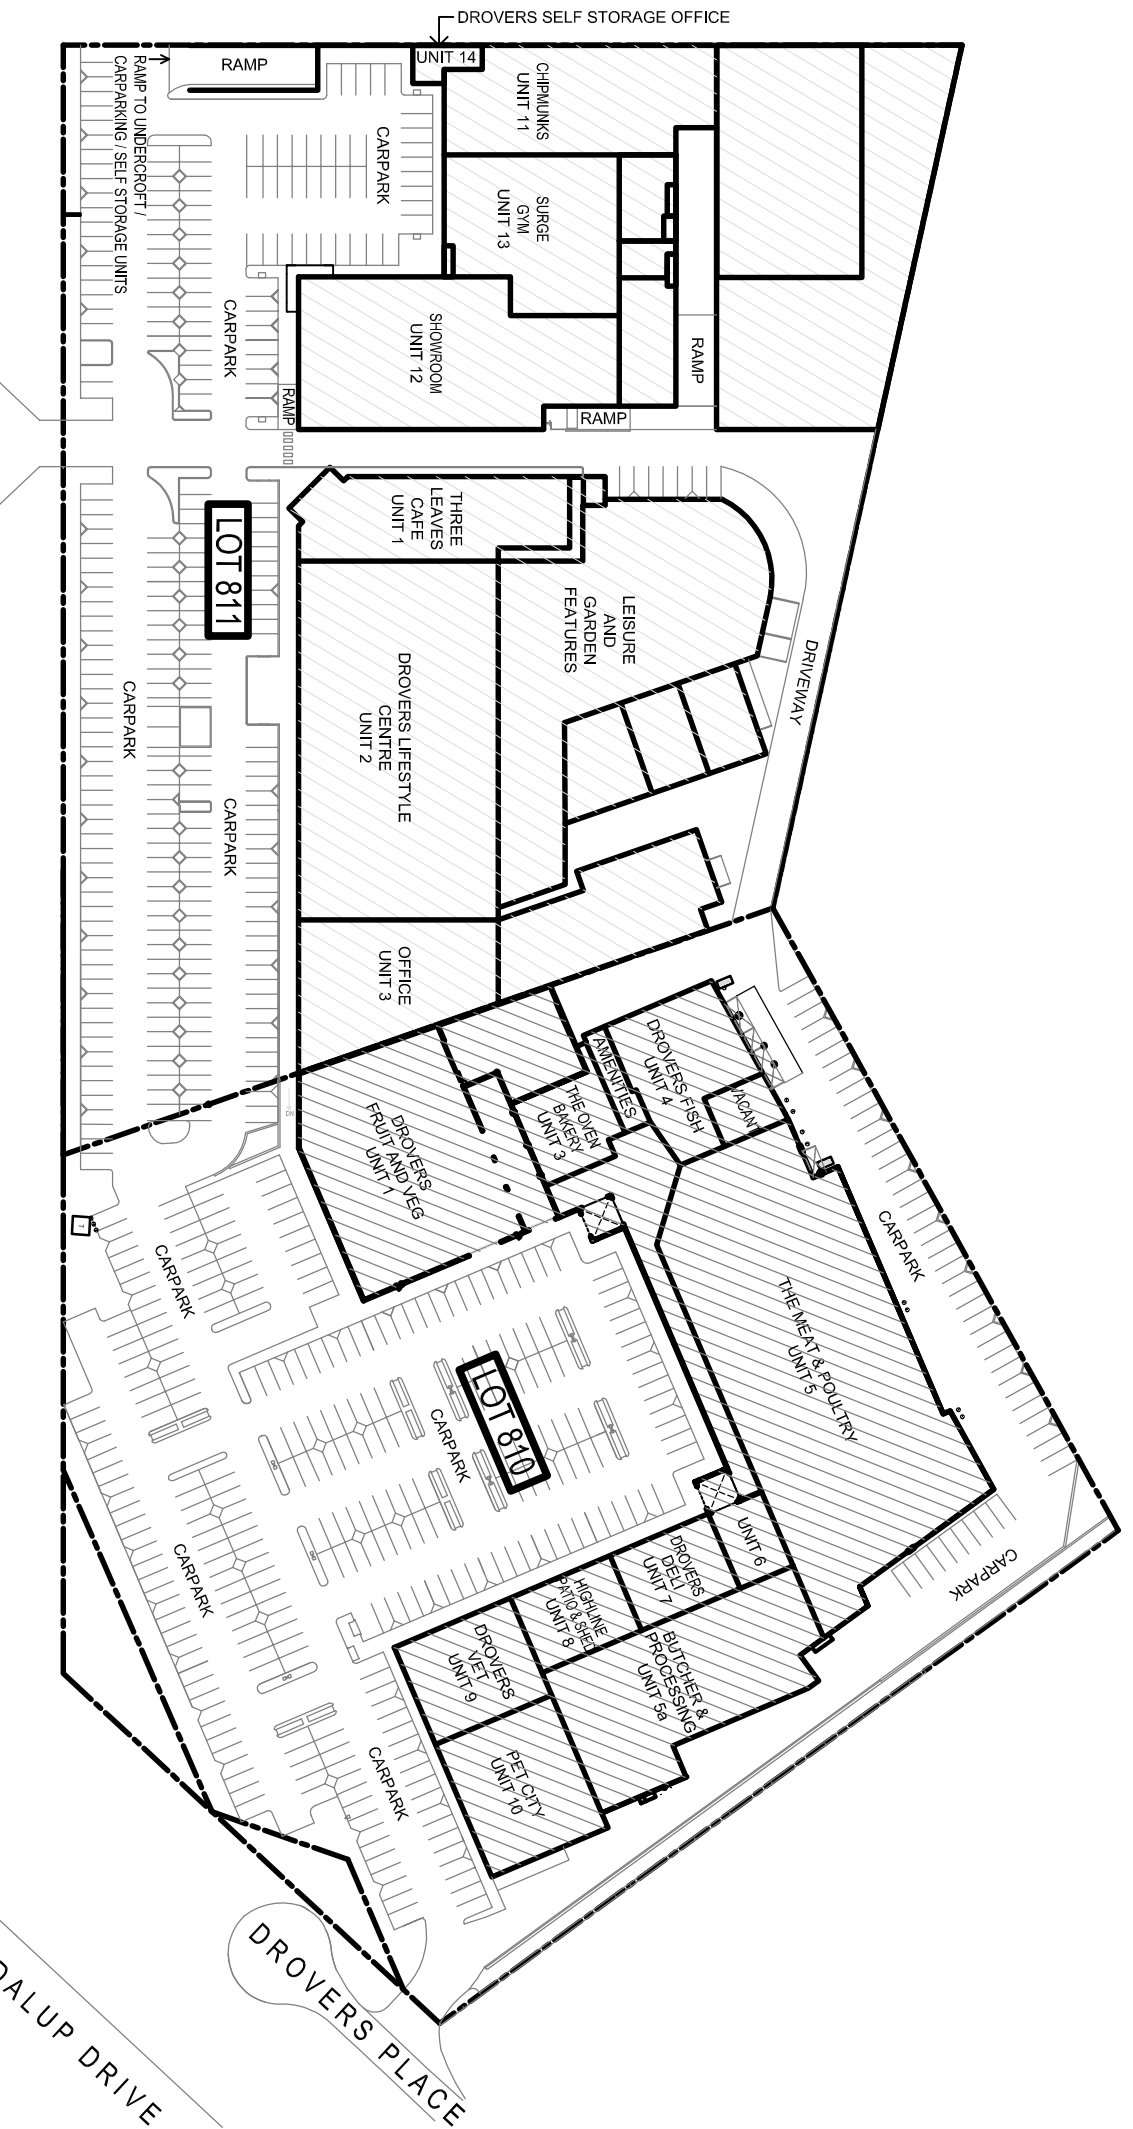 DROVERS SELF STORAGE OFFICE
UNIT 14
RAMP
RAMP TO UNDERCROFT /
CARPARKING / SELF STORAGE UNITS
CHIPMUNKS
UNIT 11
CARPARK
SURGE
GYM
UNIT 13
CARPARK
SHOWROOM
UNIT 12
RAMP
RAMP
RAMP
LOT 811
THREE
LEAVES
CAFE
UNIT 1
LEISURE
AND
GARDEN
FEATURES
DRIVEWAY
DROVERS LIFESTYLE
CENTRE
UNIT 2
CARPARK
CARPARK
OFFICE
UNIT 3
DROVERS FISH
UNIT 4
AMENITIES
VACANT
THE OVEN
BAKERY
UNIT 3
DROVERS
FRUIT AND VEG
UNIT 1
DN
T
CARPARK
CARPARK
THE MEAT & POULTRY
UNIT 5
LOT 810
CARPARK
UNIT 6
DROVERS
DELI
UNIT 7
HIGHLINE
PATIO & SHED
UNIT 8
BUTCHER &
PROCESSING
UNIT 5a
DROVERS
VET
UNIT 9
PET CITY
UNIT 10
CARPARK
CARPARK
CARPARK
DROVERS PLACE
DALUP DRIVE